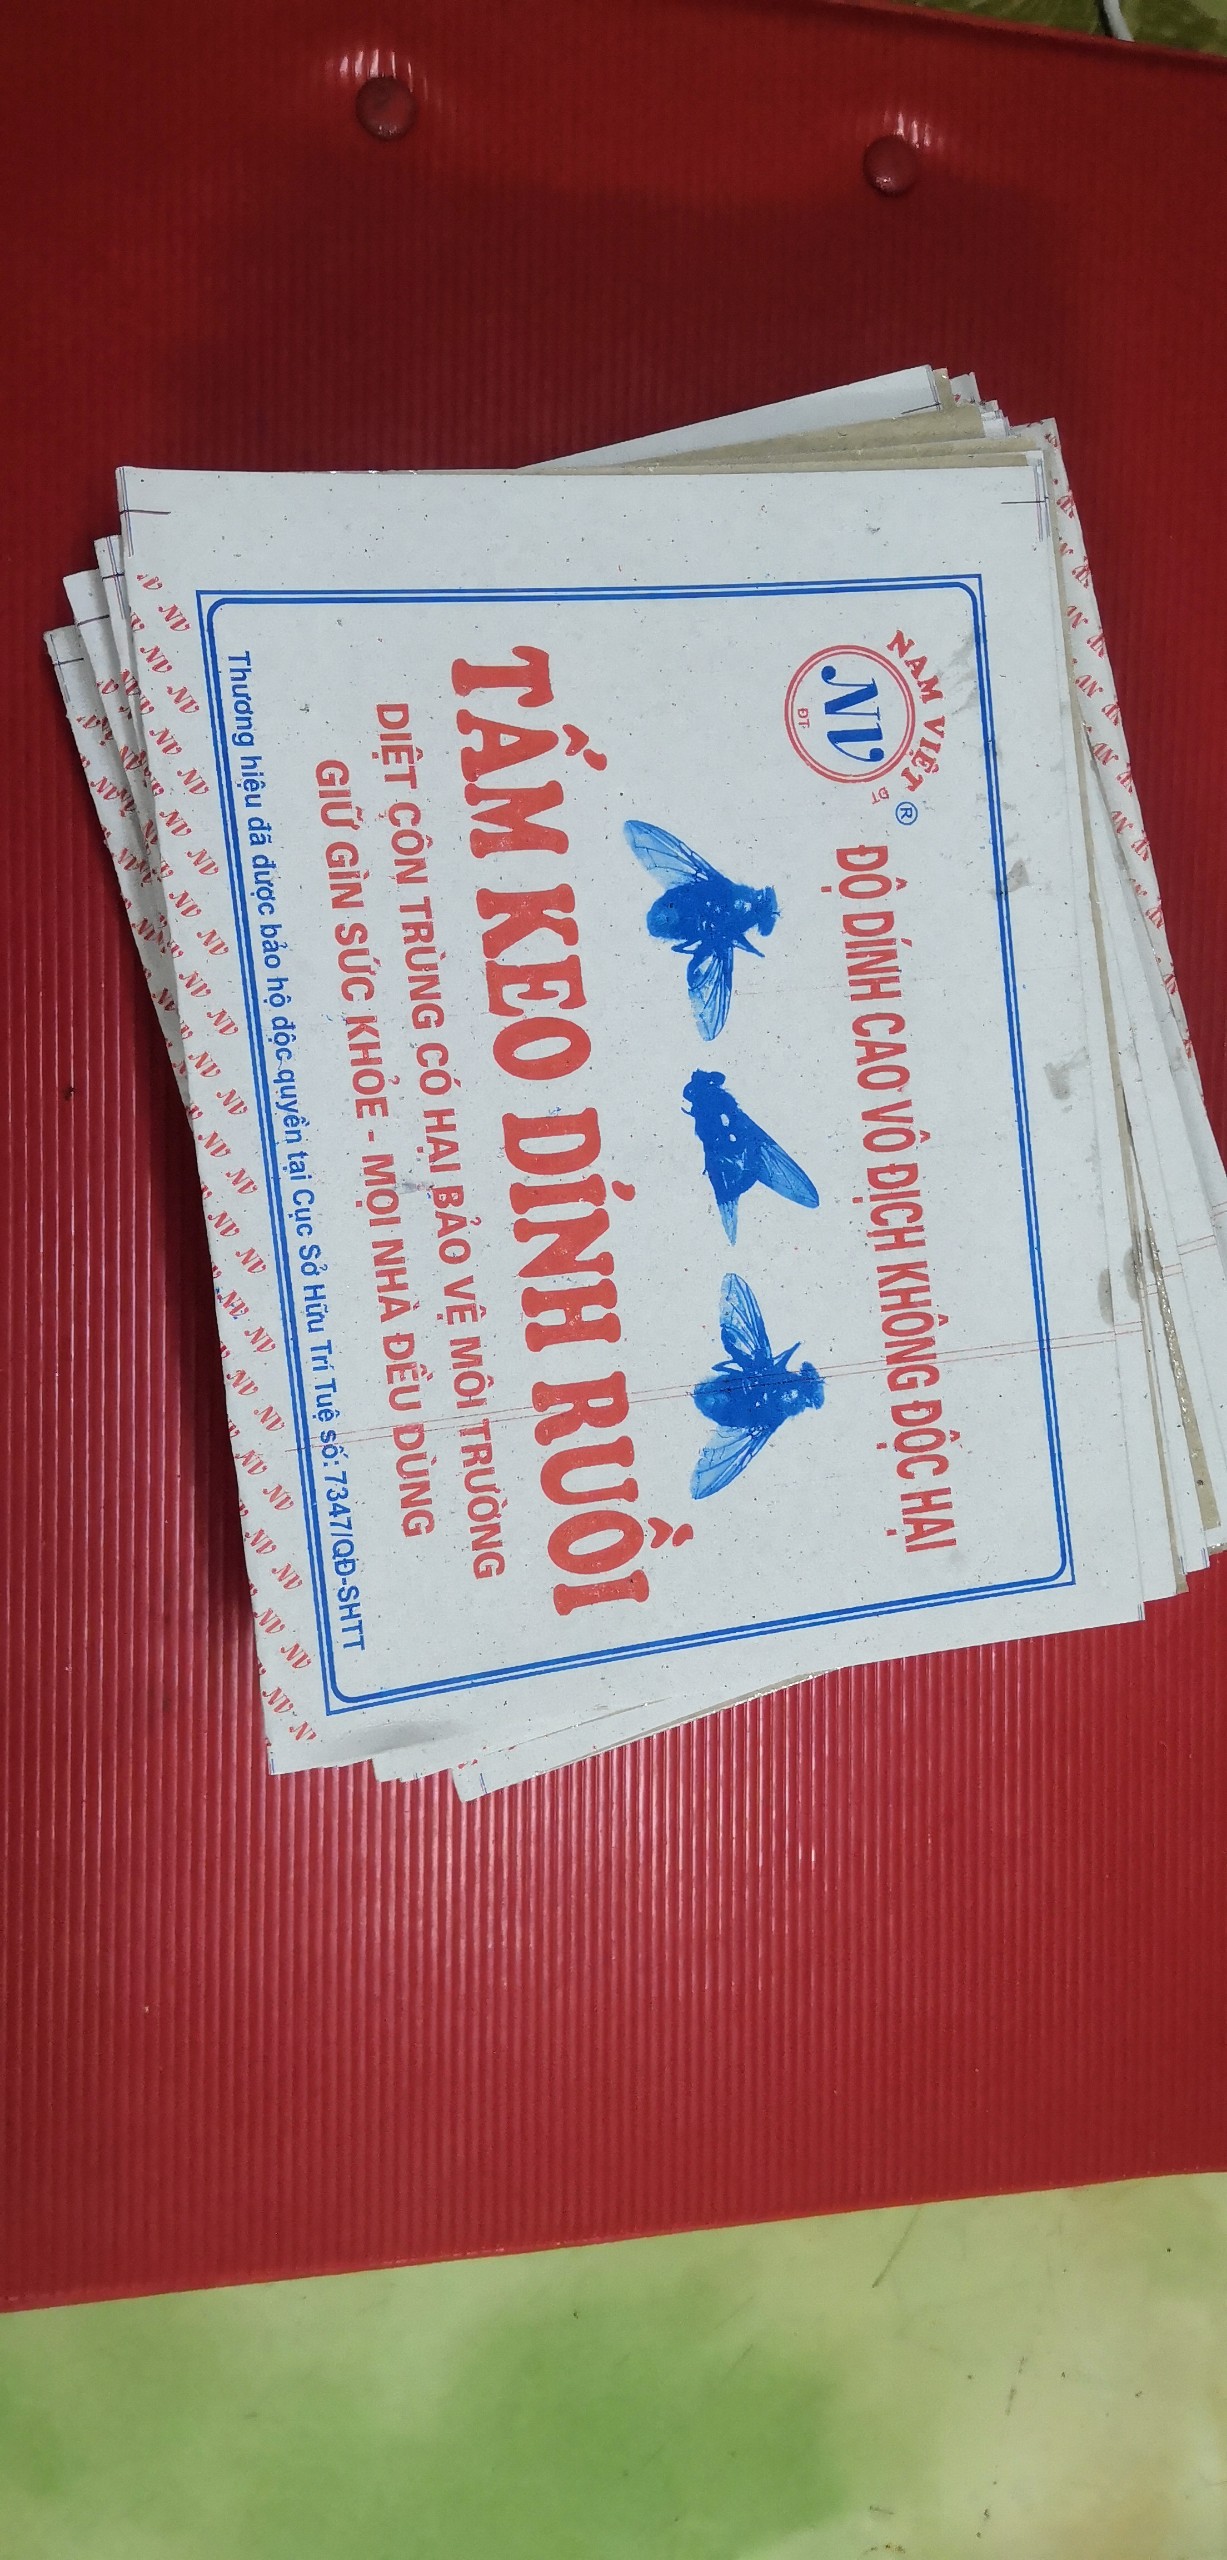 NAM VIỆT
NV
ĐT:
QT
®
ĐỘ DÍNH CAO VÔ ĐỊCH KHÔNG ĐỘC HẠI
TẤM KEO DÍNH RUỒI
DIỆT CÔN TRÙNG CÓ HẠI BẢO VỆ MÔI TRƯỜNG
GIỮ GÌN SỨC KHỎE - MỌI NHÀ ĐỀU DÙNG
Thương hiệu đã được bảo hộ độc quyền tại Cục Sở Hữu Trí Tuệ số: 7347/QĐ-SHTT